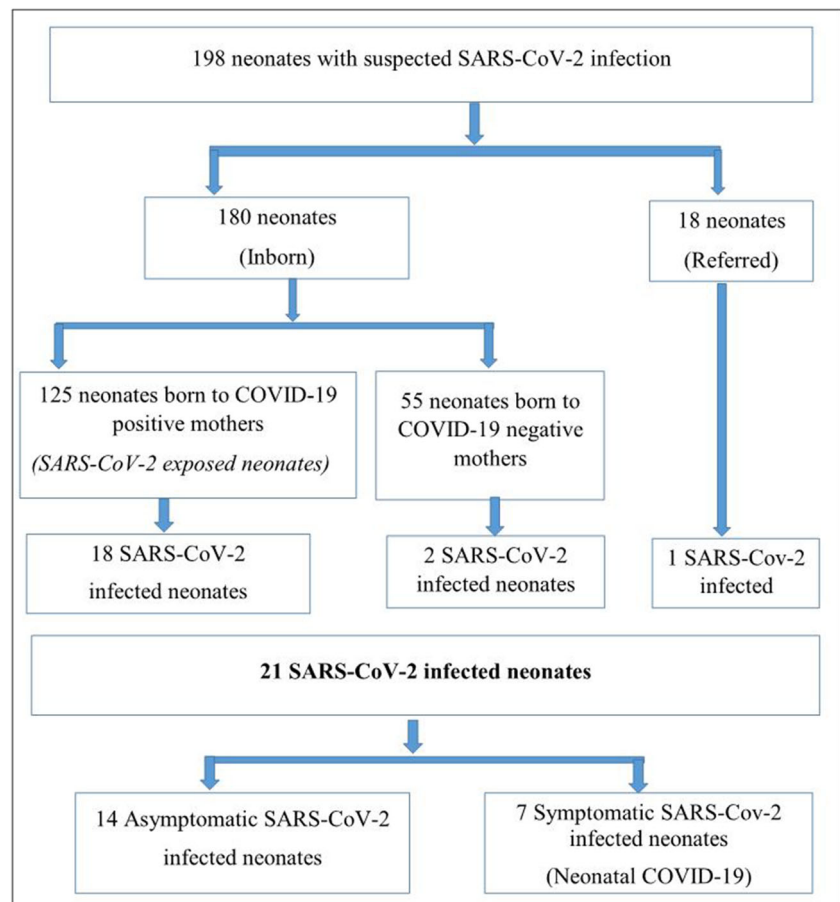 198 neonates with suspected SARS-CoV-2 infection
180 neonates
(Inborn)
18 neonates
(Referred)
125 neonates born to COVID-19
positive mothers
(SARS-CoV-2 exposed neonates)
55 neonates born to
COVID-19 negative
mothers
18 SARS-CoV-2
infected neonates
2 SARS-CoV-2
infected neonates
1 SARS-Cov-2
infected
21 SARS-CoV-2 infected neonates
14 Asymptomatic SARS-CoV-2
infected neonates
7 Symptomatic SARS-Cov-2
infected neonates
(Neonatal COVID-19)